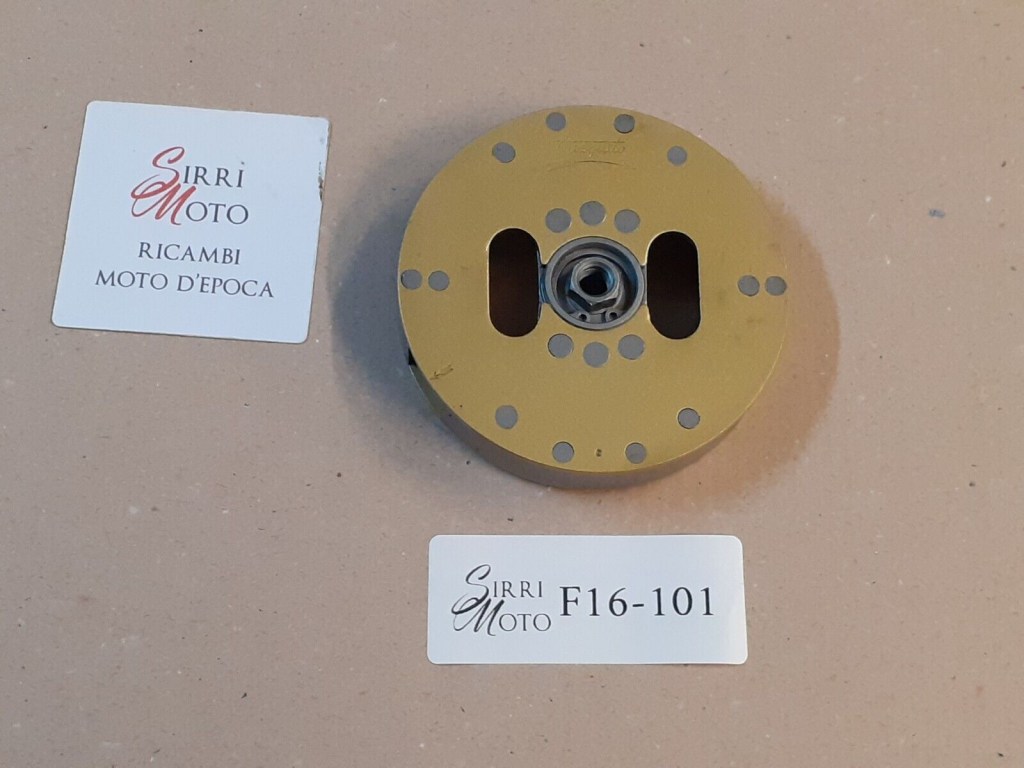 SIRRI
MOTO
RICAMBI
MOTO D'EPOCA
SIRRI
MOTO
F16-101